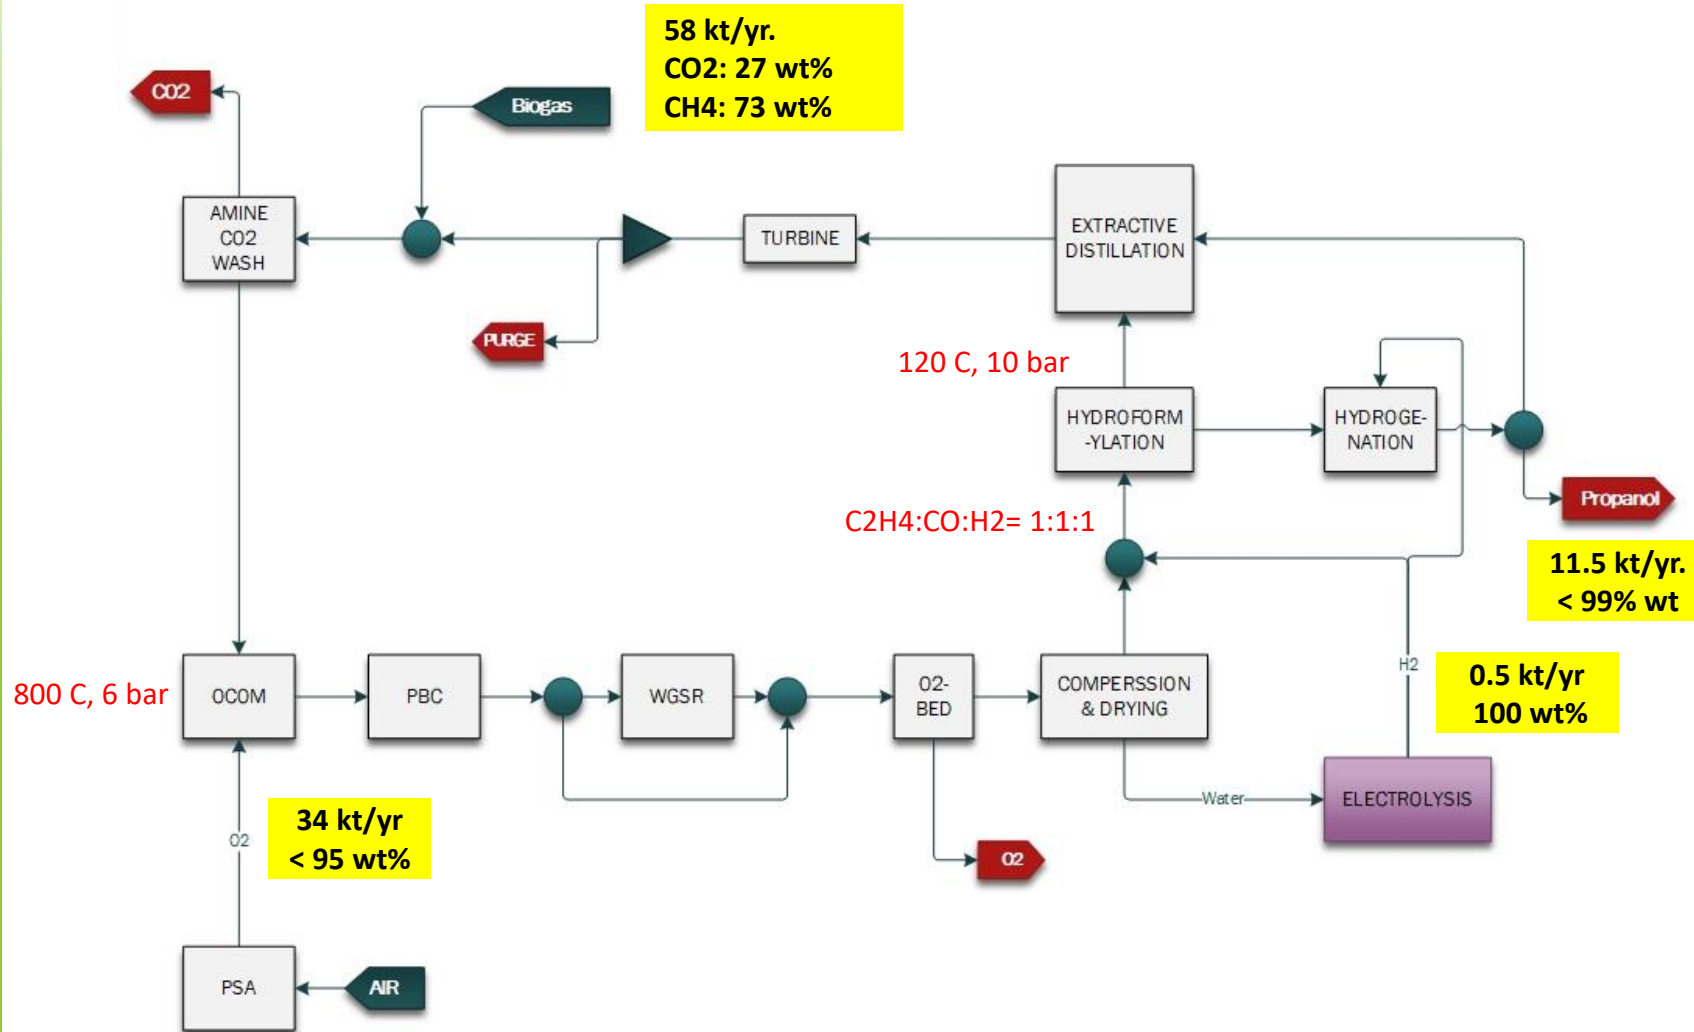 58 kt/yr.
CO2: 27 wt%
CH4: 73 wt%
CO2
Biogas
AMINE
CO2
WASH
TURBINE
EXTRACTIVE
DISTILLATION
PURGE
120 C, 10 bar
HYDROFORM
-YLATION
HYDROGE-
NATION
Propanol
C2H4:CO:H2= 1:1:1
11.5 kt/yr.
< 99% wt
800 C, 6 bar
OCOM
PBC
WGSR
O2-
BED
COMPERSSION
& DRYING
H2
0.5 kt/yr
100 wt%
Water
ELECTROLYSIS
O2
34 kt/yr
< 95 wt%
O2
PSA
AIR